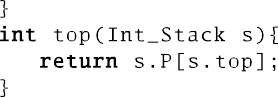 }
int top(Int_Stack s){
   return s.P[s.top];
}